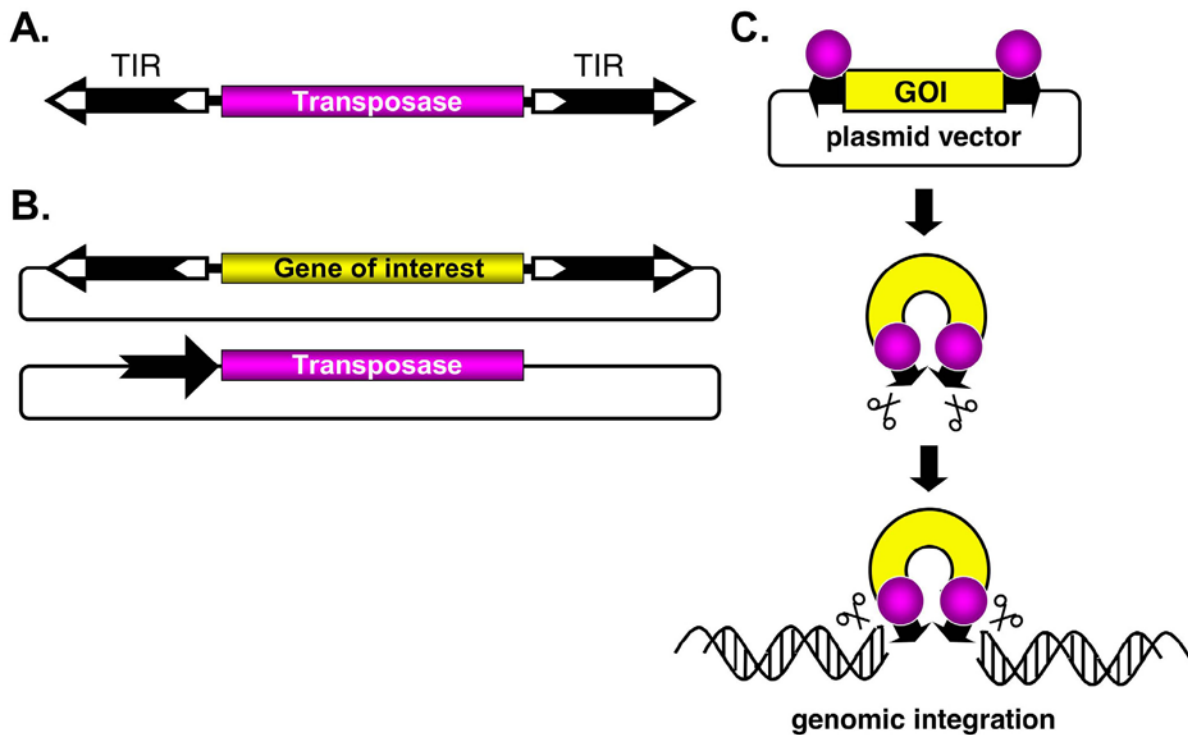 A.
TIR
TIR
Transposase
B.
Gene of interest
Transposase
C.
GOI
plasmid vector
genomic integration